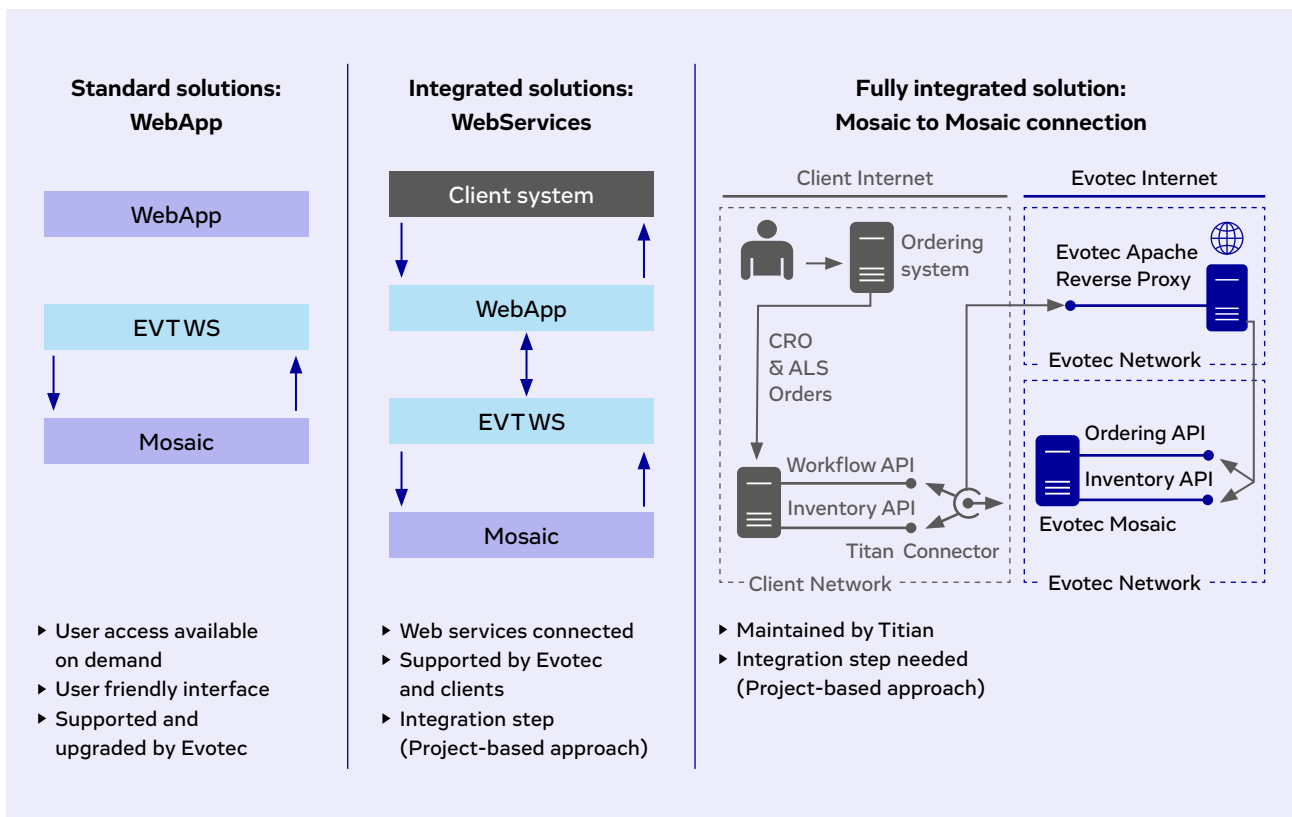 Standard solutions:
WebApp
WebApp
EVT WS
Mosaic
▸ User access available
on demand
▸ User friendly interface
▸ Supported and
upgraded by Evotec
Integrated solutions:
WebServices
Client system
WebApp
EVT WS
Mosaic
▸ Web services connected
▸ Supported by Evotec
and clients
▸ Integration step
(Project-based approach)
Fully integrated solution:
Mosaic to Mosaic connection
Client Internet
Ordering
system
CRO
& ALS
Orders
Workflow API
Inventory API
Titan Connector
Client Network
Evotec Internet
Evotec Apache
Reverse Proxy
Evotec Network
Ordering API
Inventory API
Evotec Mosaic
Evotec Network
▸ Maintained by Titian
▸ Integration step needed
(Project-based approach)